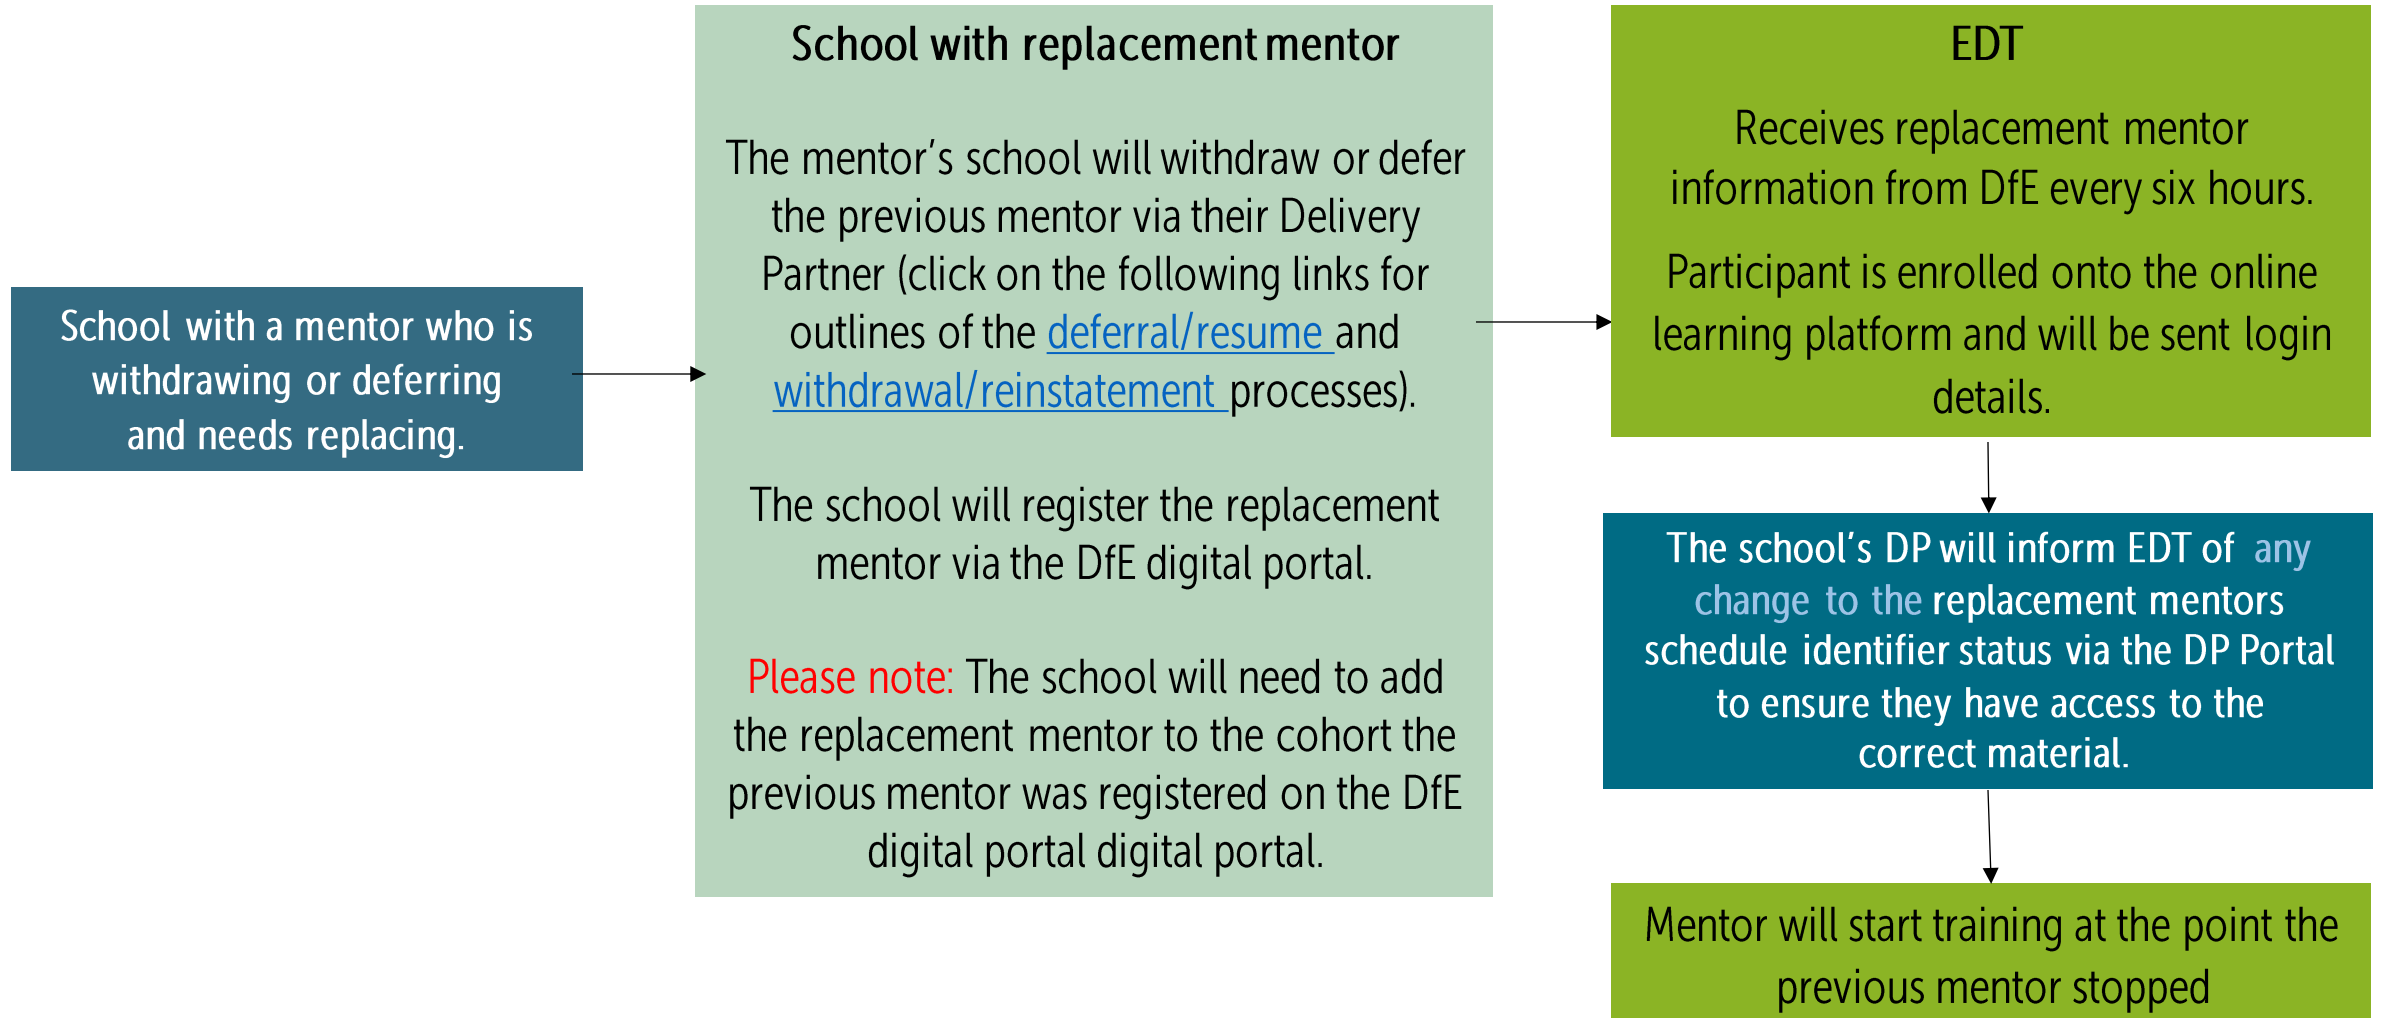 School with a mentor who is
withdrawing or deferring
and needs replacing.
School with replacement mentor
The mentor’s school will withdraw or defer
the previous mentor via their Delivery
Partner (click on the following links for
outlines of the deferral/resume and
withdrawal/reinstatement processes).
The school will register the replacement
mentor via the DfE digital portal.
Please note: The school will need to add
the replacement mentor to the cohort the
previous mentor was registered on the DfE
digital portal digital portal.
EDT
Receives replacement mentor
information from DfE every six hours.
Participant is enrolled onto the online
learning platform and will be sent login
details.
The school’s DP will inform EDT of any
change to the replacement mentors
schedule identifier status via the DP Portal
to ensure they have access to the
correct material.
Mentor will start training at the point the
previous mentor stopped